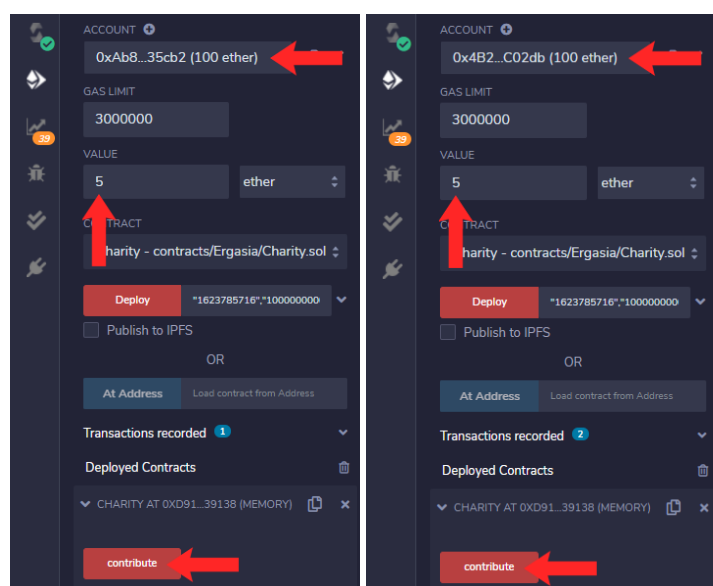 ACCOUNT
0xAb8...35cb2 (100 ether)
GAS LIMIT
3000000
VALUE
5 ether
39
CONTRACT
harity - contracts/Ergasia/Charity.sol
Deploy "1623785716","100000000
Publish to IPFS
OR
At Address Load contract from Address
Transactions recorded 1
Deployed Contracts
CHARITY AT 0XD91...39138 (MEMORY)
contribute
ACCOUNT
0x4B2...C02db (100 ether)
GAS LIMIT
3000000
39
VALUE
5 ether
CONTRACT
harity - contracts/Ergasia/Charity.sol
Deploy "1623785716","100000000
Publish to IPFS
OR
At Address Load contract from Address
Transactions recorded 2
Deployed Contracts
CHARITY AT 0XD91...39138 (MEMORY)
contribute